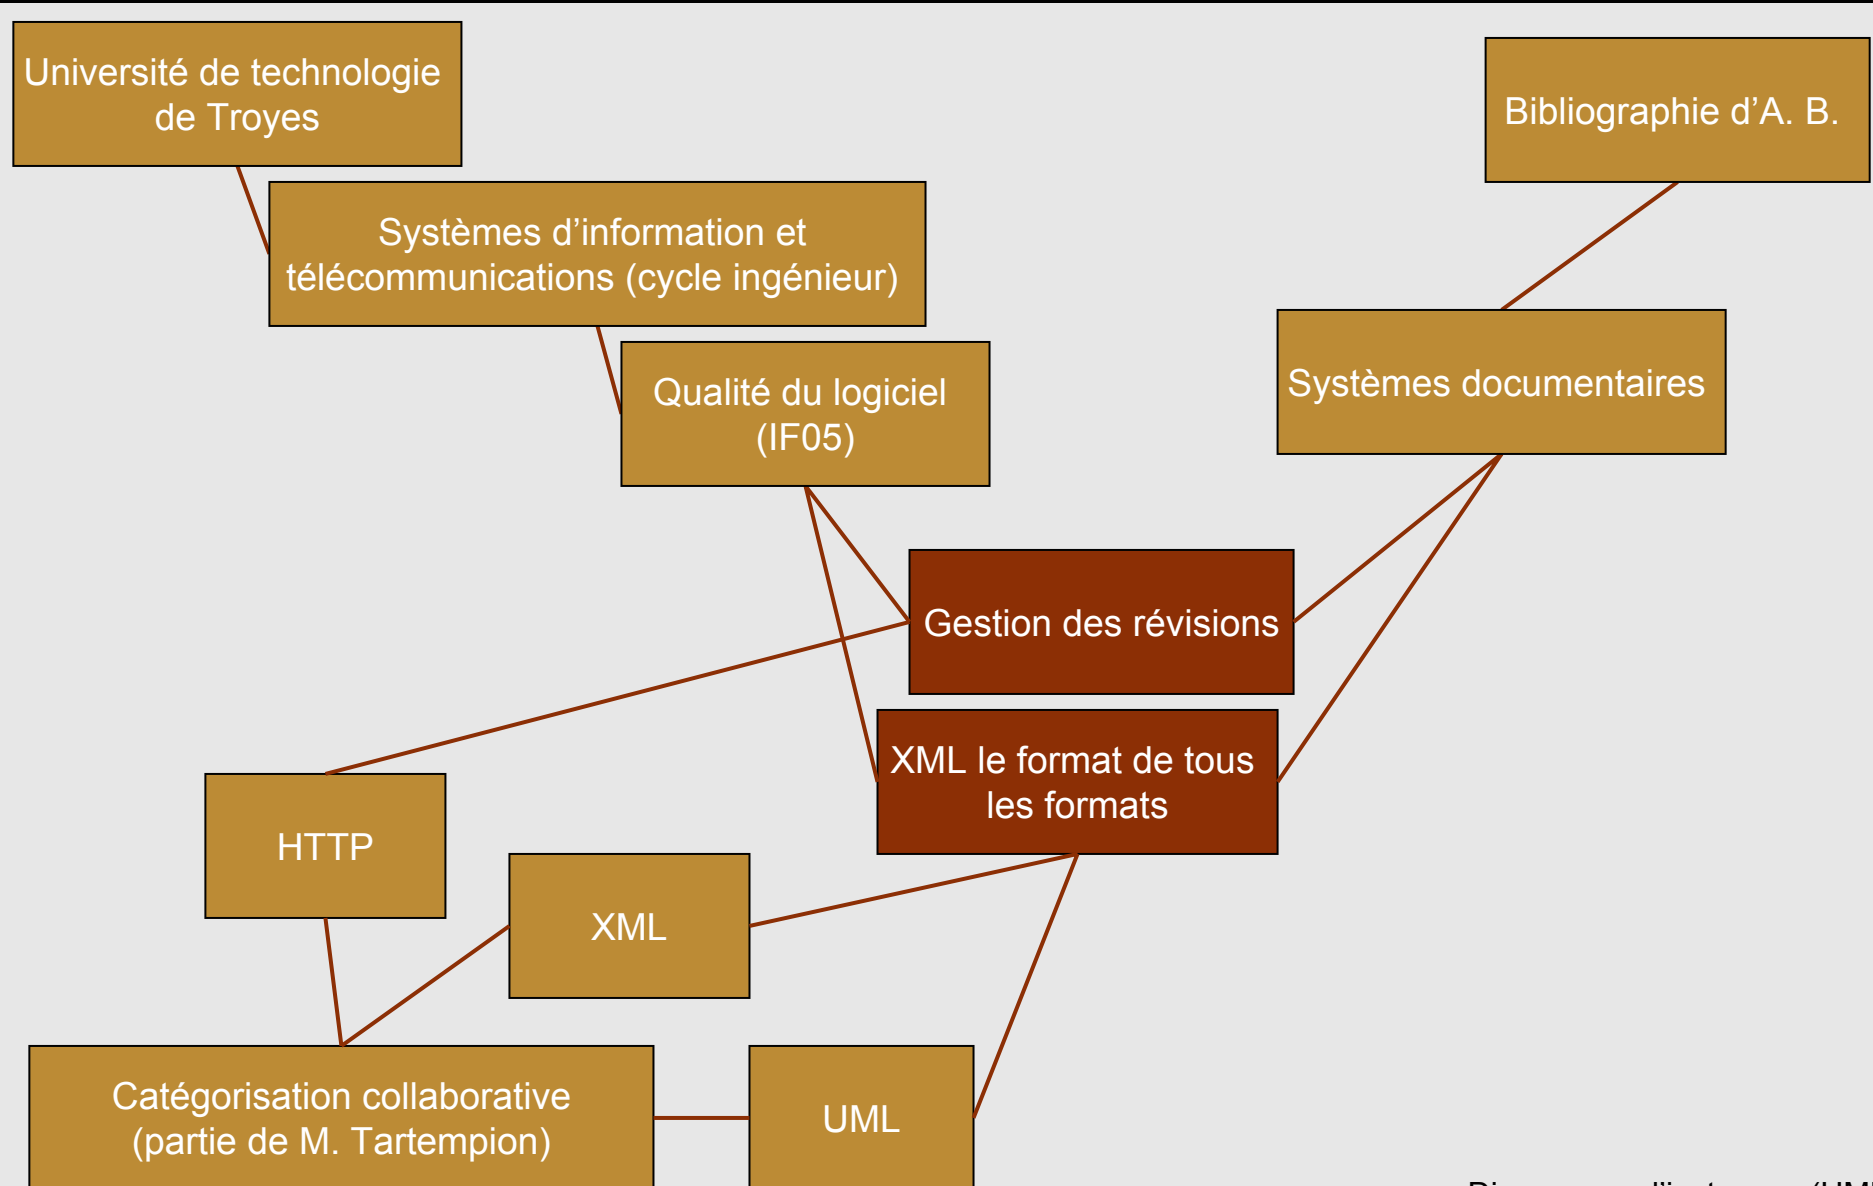 Université de technologie
de Troyes
Bibliographie d’A. B.
Systèmes d’information et
télécommunications (cycle ingénieur)
Systèmes documentaires
Qualité du logiciel
(IF05)
Gestion des révisions
XML le format de tous
les formats
HTTP
XML
Catégorisation collaborative
(partie de M. Tartempion)
UML